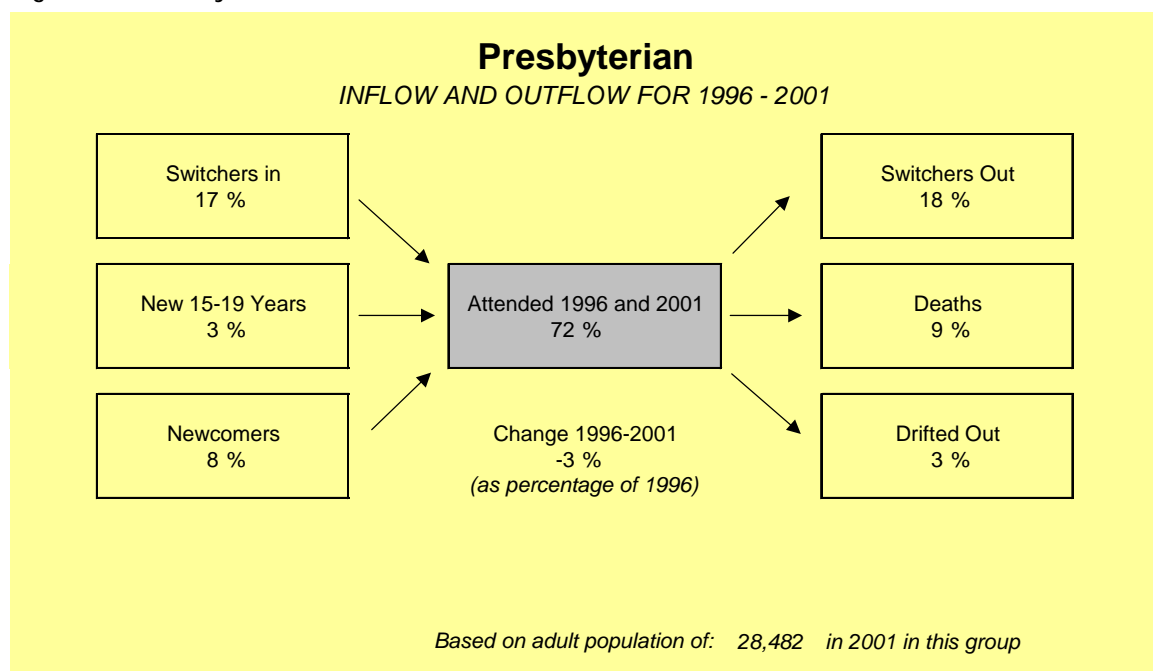 Presbyterian
INFLOW AND OUTFLOW FOR 1996 - 2001
Switchers in
17 %
Switchers Out
18 %
New 15-19 Years
3 %
Attended 1996 and 2001
72 %
Deaths
9 %
Newcomers
8 %
Change 1996-2001
-3 %
(as percentage of 1996)
Drifted Out
3 %
Based on adult population of: 28,482 in 2001 in this group